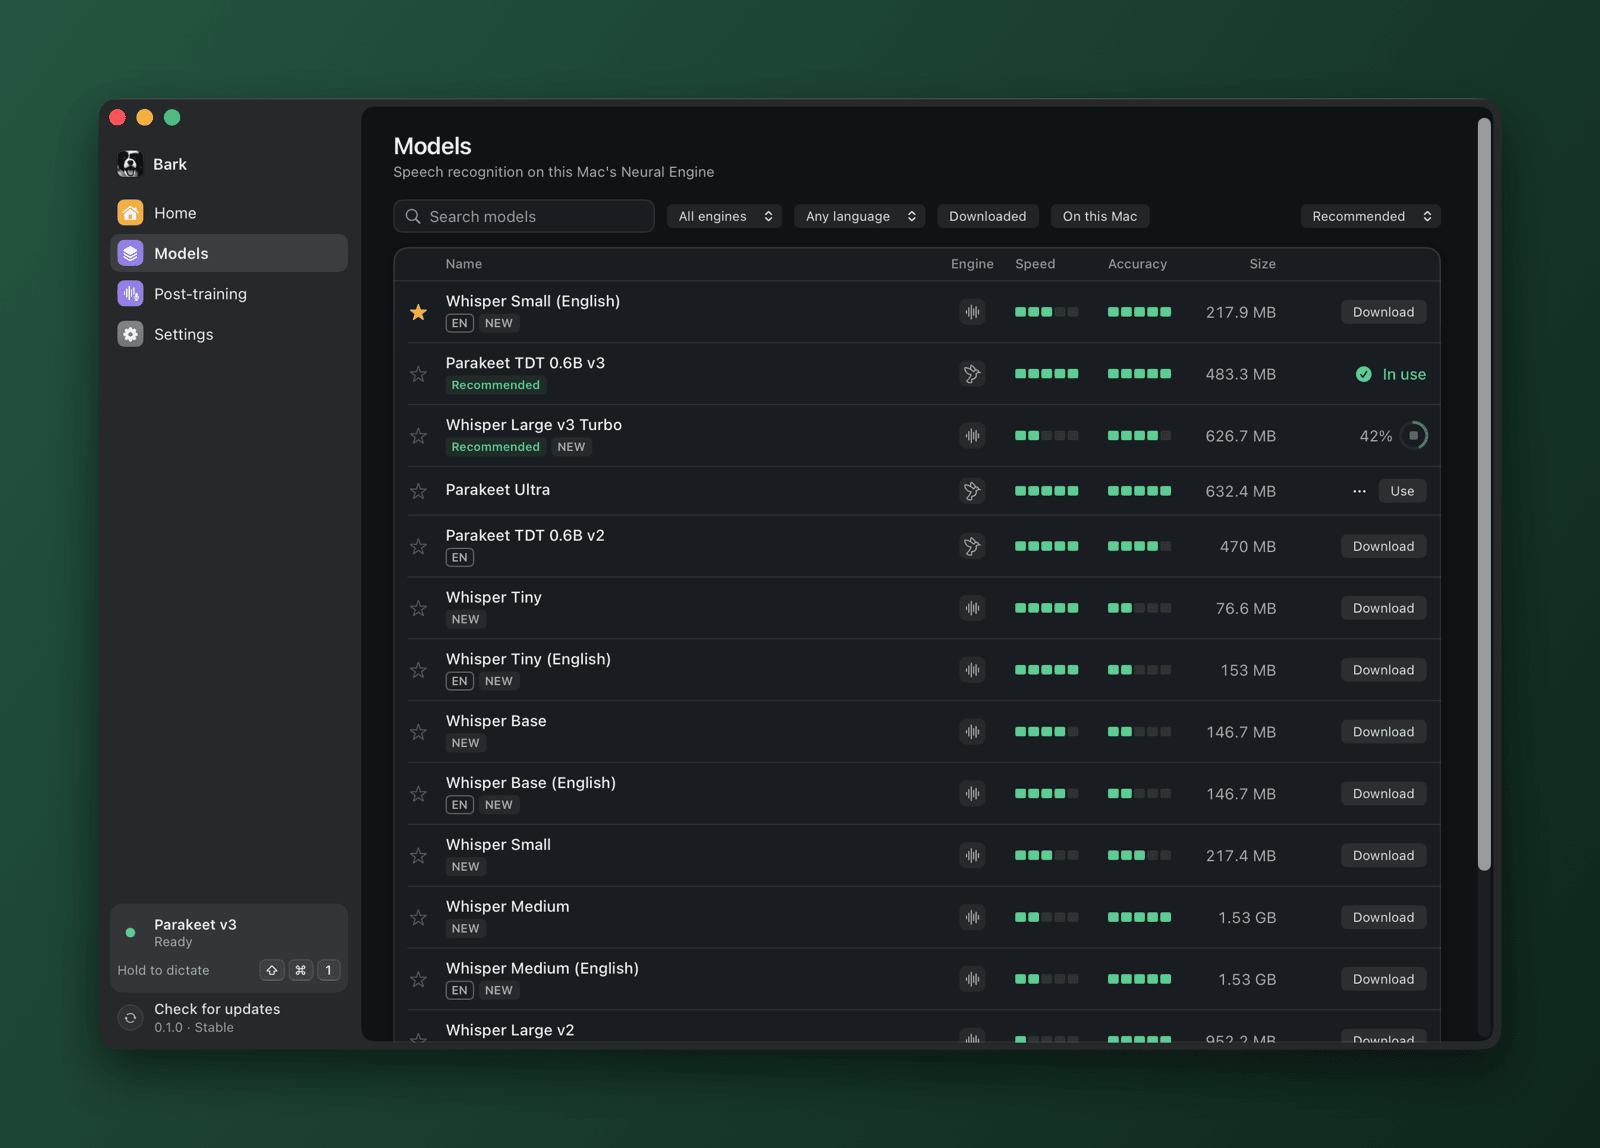 Bark
Home
Models
Post-training
Settings
Parakeet v3
Ready
Hold to dictate ⇧ ⌘ 1
Check for updates
0.1.0 · Stable
Models
Speech recognition on this Mac's Neural Engine
Search models All engines Any language Downloaded On this Mac Recommended
Name Engine Speed Accuracy Size
Whisper Small (English)
EN NEW
217.9 MB Download
Parakeet TDT 0.6B v3
Recommended
483.3 MB In use
Whisper Large v3 Turbo
Recommended NEW
626.7 MB 42%
Parakeet Ultra 632.4 MB ··· Use
Parakeet TDT 0.6B v2
EN
470 MB Download
Whisper Tiny
NEW
76.6 MB Download
Whisper Tiny (English)
EN NEW
153 MB Download
Whisper Base
NEW
146.7 MB Download
Whisper Base (English)
EN NEW
146.7 MB Download
Whisper Small
NEW
217.4 MB Download
Whisper Medium
NEW
1.53 GB Download
Whisper Medium (English)
EN NEW
1.53 GB Download
Whisper Large v2
952.2 MB Download